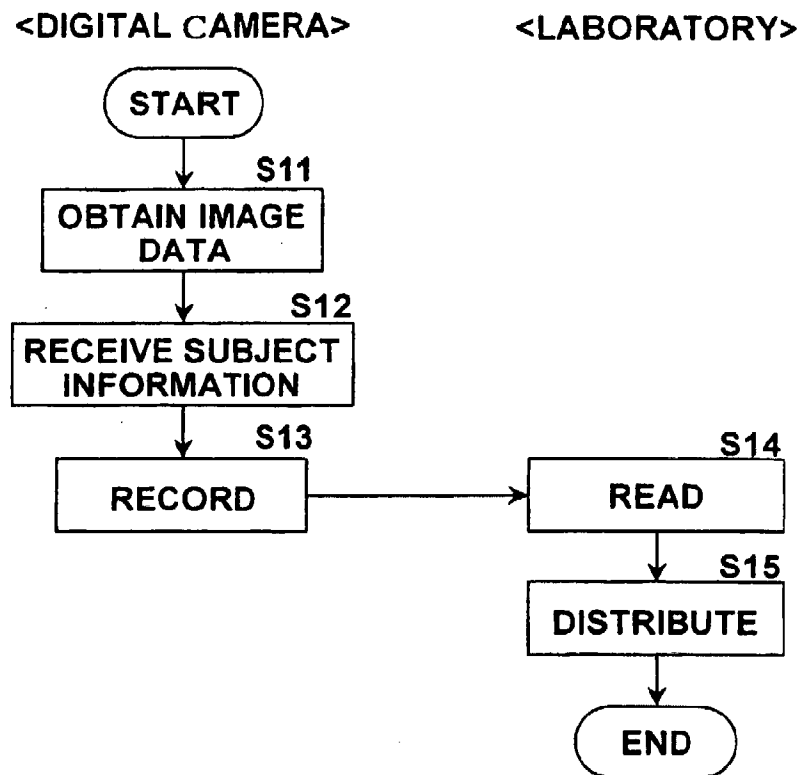 <DIGITAL CAMERA>
<LABORATORY>
START
S11
OBTAIN IMAGE
DATA
S12
RECEIVE SUBJECT
INFORMATION
S13
RECORD
S14
READ
S15
DISTRIBUTE
END